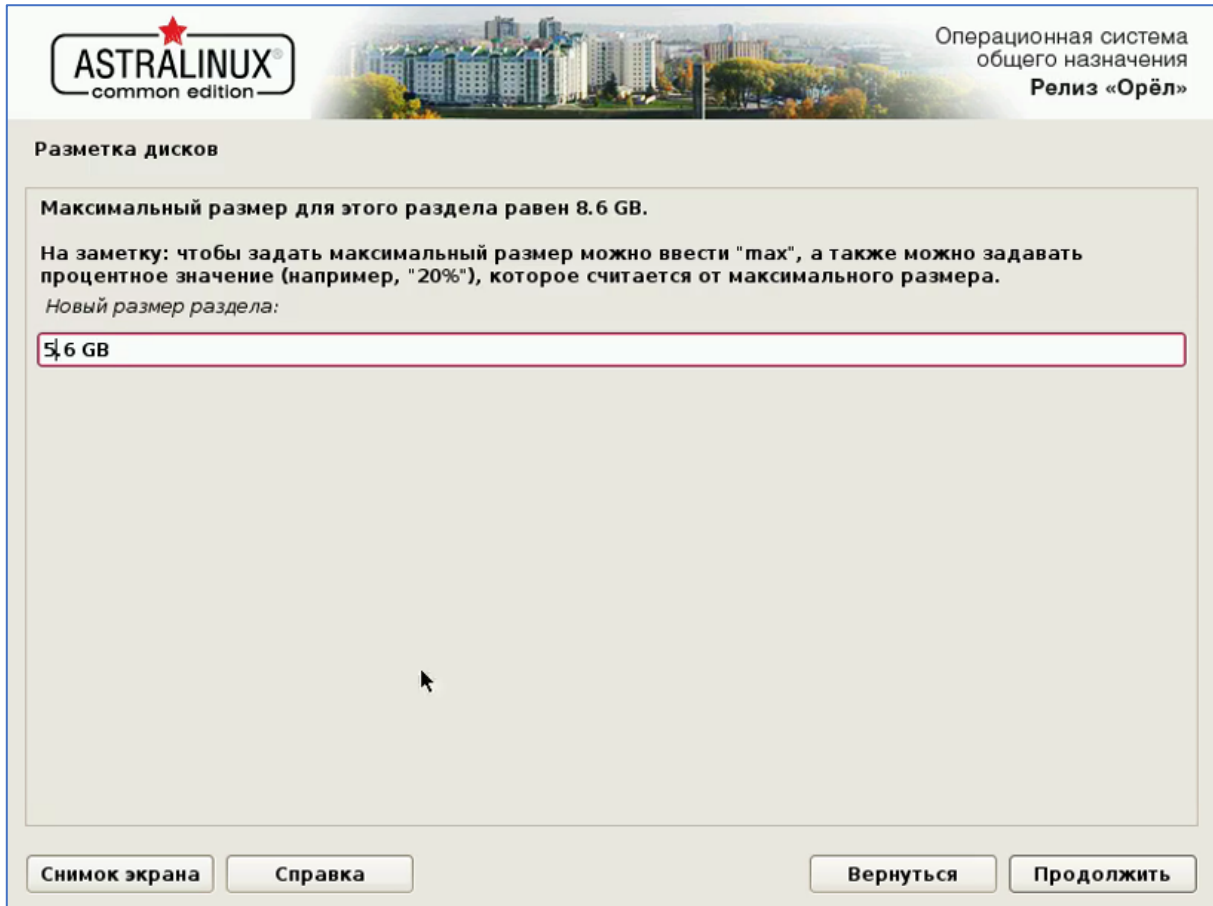 ASTRALINUX®
common edition
Операционная система
общего назначения
Релиз «Орёл»
Разметка дисков
Максимальный размер для этого раздела равен 8.6 GB.
На заметку: чтобы задать максимальный размер можно ввести "max", а также можно задавать
процентное значение (например, "20%"), которое считается от максимального размера.
Новый размер раздела:
5.6 GB
Снимок экрана
Справка
Вернуться
Продолжить